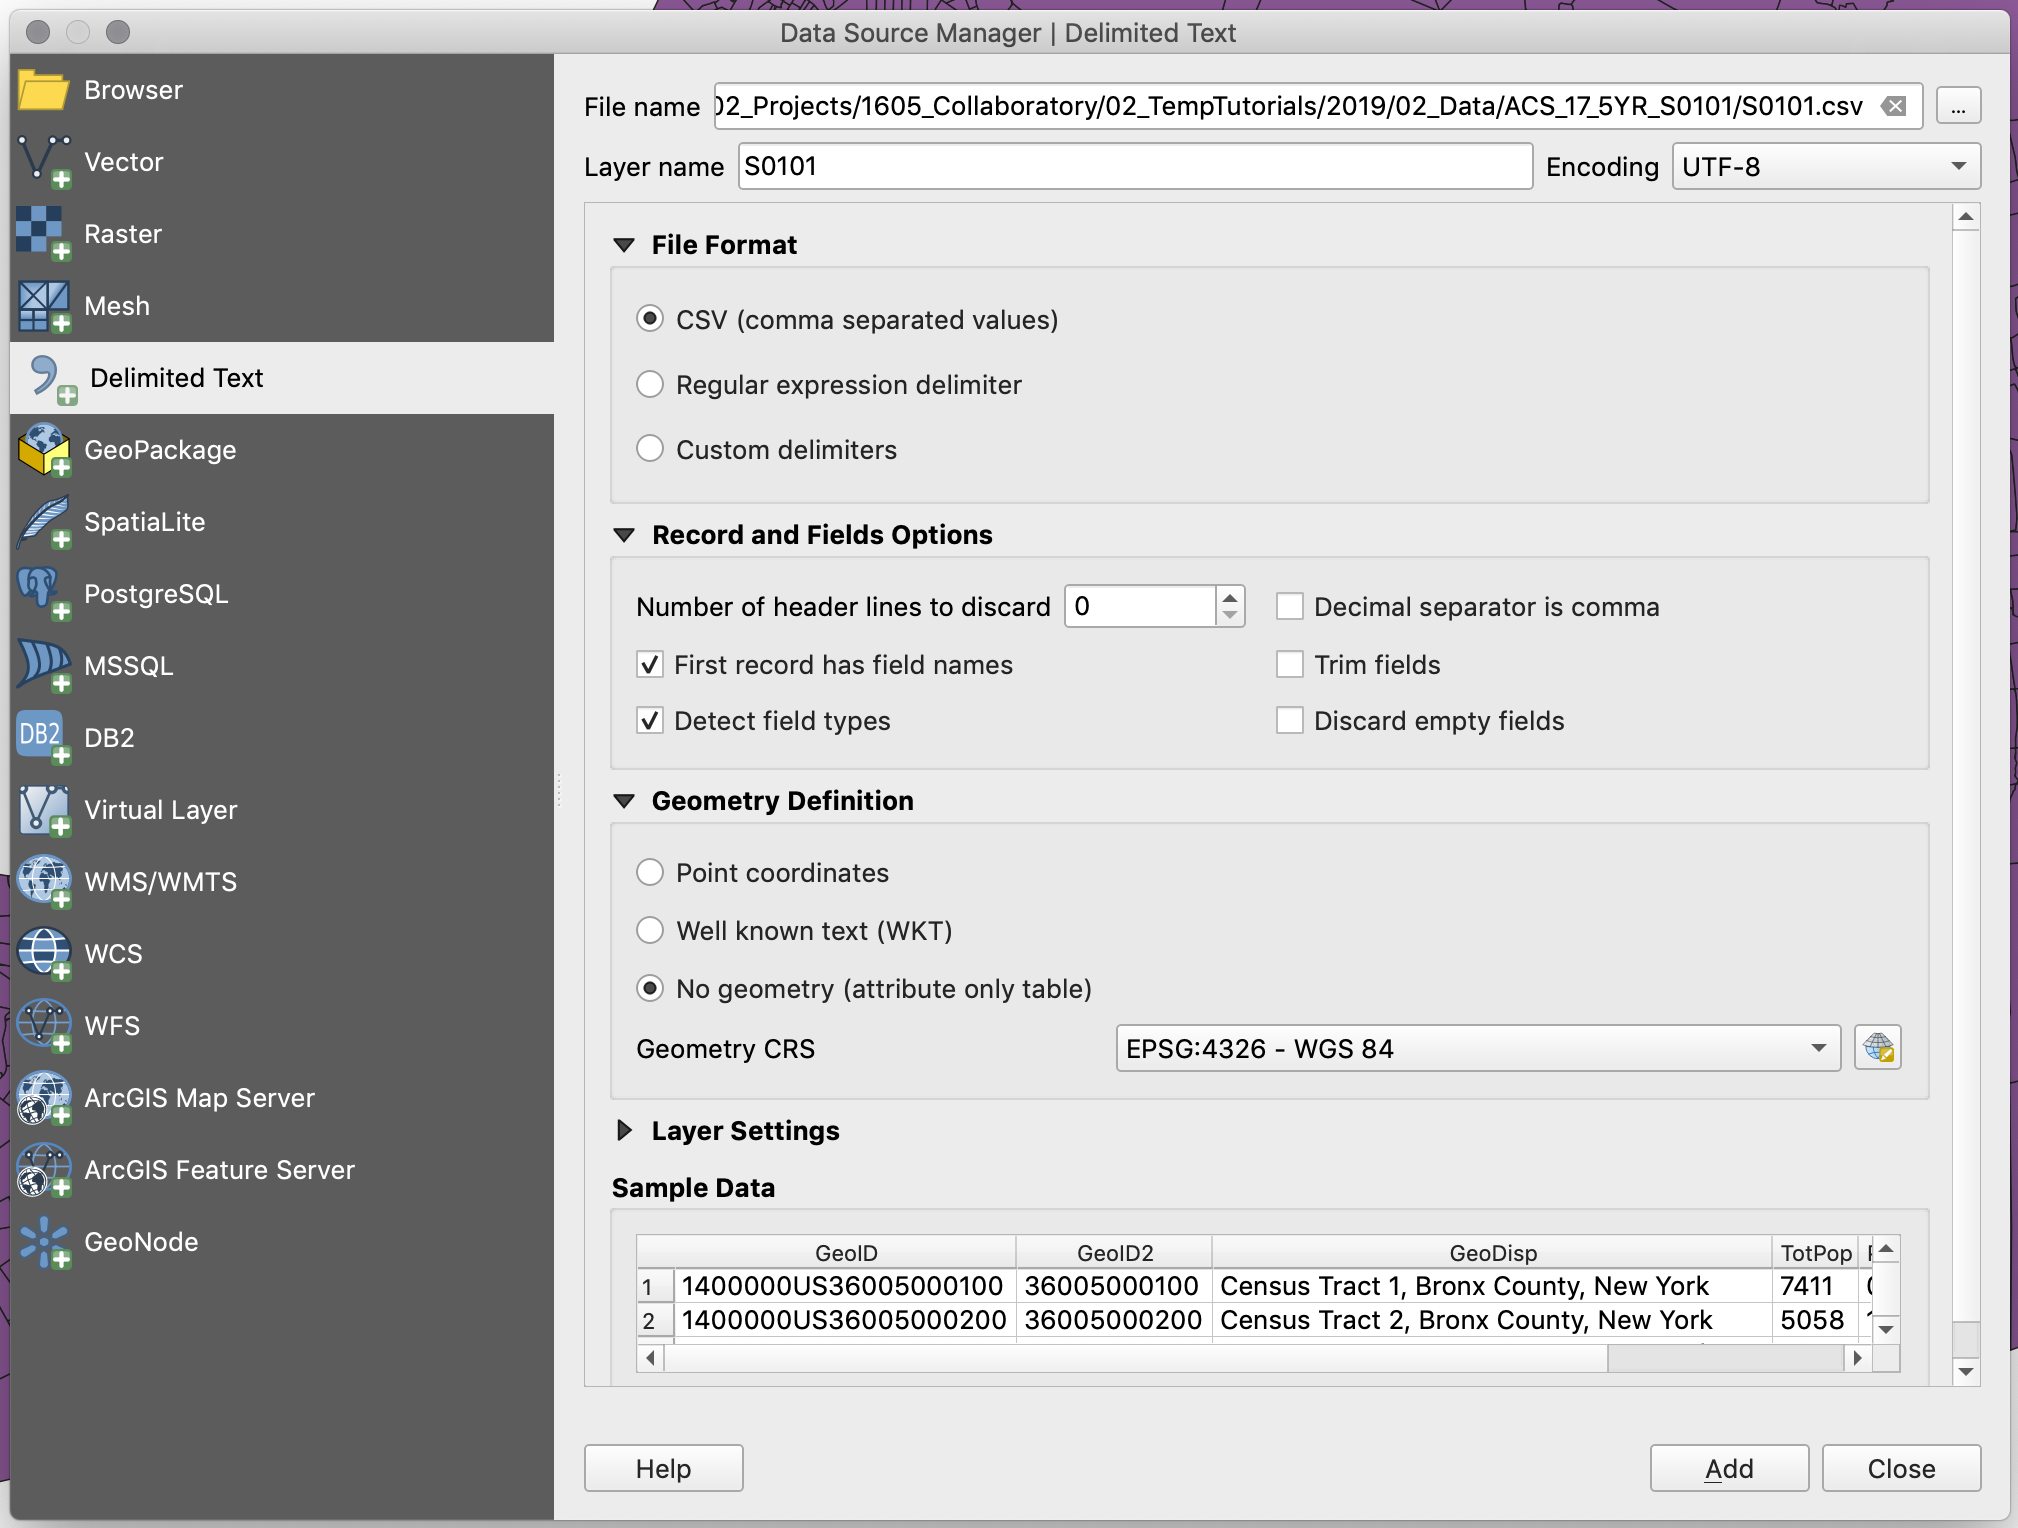 Data Source Manager | Delimited Text
Browser
Vector
Raster
Mesh
Delimited Text
GeoPackage
SpatiaLite
PostgreSQL
MSSQL
DB2
DB2
Virtual Layer
WMS/WMTS
WCS
WFS
ArcGIS Map Server
ArcGIS Feature Server
GeoNode
File name 02_Projects/1605_Collaboratory/02_TempTutorials/2019/02_Data/ACS_17_5YR_S0101/S0101.csv ...
Layer name S0101 Encoding UTF-8
File Format
CSV (comma separated values)
Regular expression delimiter
Custom delimiters
Record and Fields Options
Number of header lines to discard 0 Decimal separator is comma
First record has field names Trim fields
Detect field types Discard empty fields
Geometry Definition
Point coordinates
Well known text (WKT)
No geometry (attribute only table)
Geometry CRS EPSG:4326 - WGS 84
Layer Settings
Sample Data
GeoID GeoID2 GeoDisp TotPop
1 1400000US36005000100 36005000100 Census Tract 1, Bronx County, New York 7411
2 1400000US36005000200 36005000200 Census Tract 2, Bronx County, New York 5058
Help Add Close